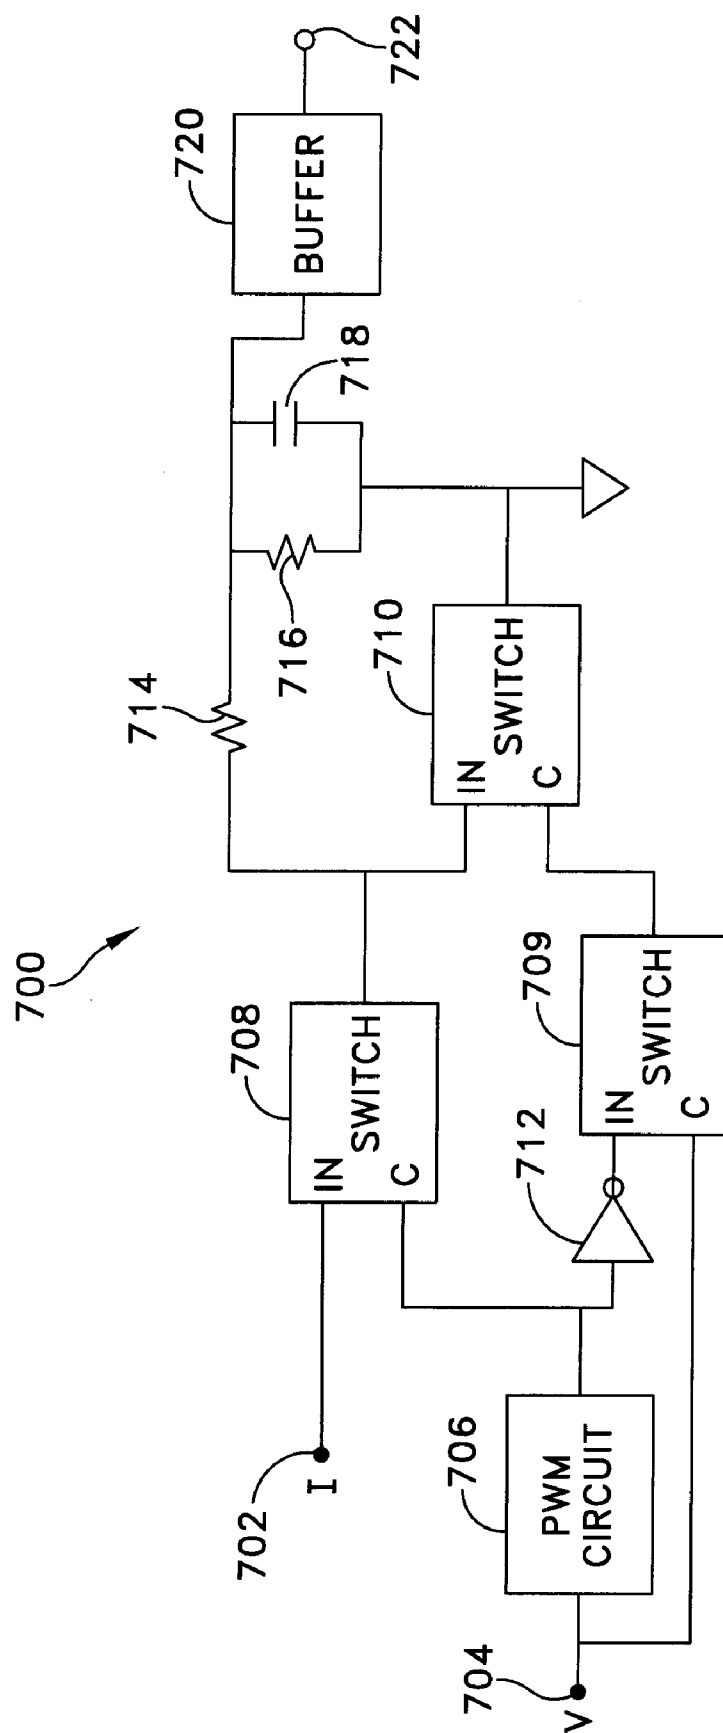 700
702
I
704
V
706
PWM
CIRCUIT
708
IN
SWITCH
C
712
709
IN
SWITCH
C
710
IN
SWITCH
C
714
716
718
720
BUFFER
722